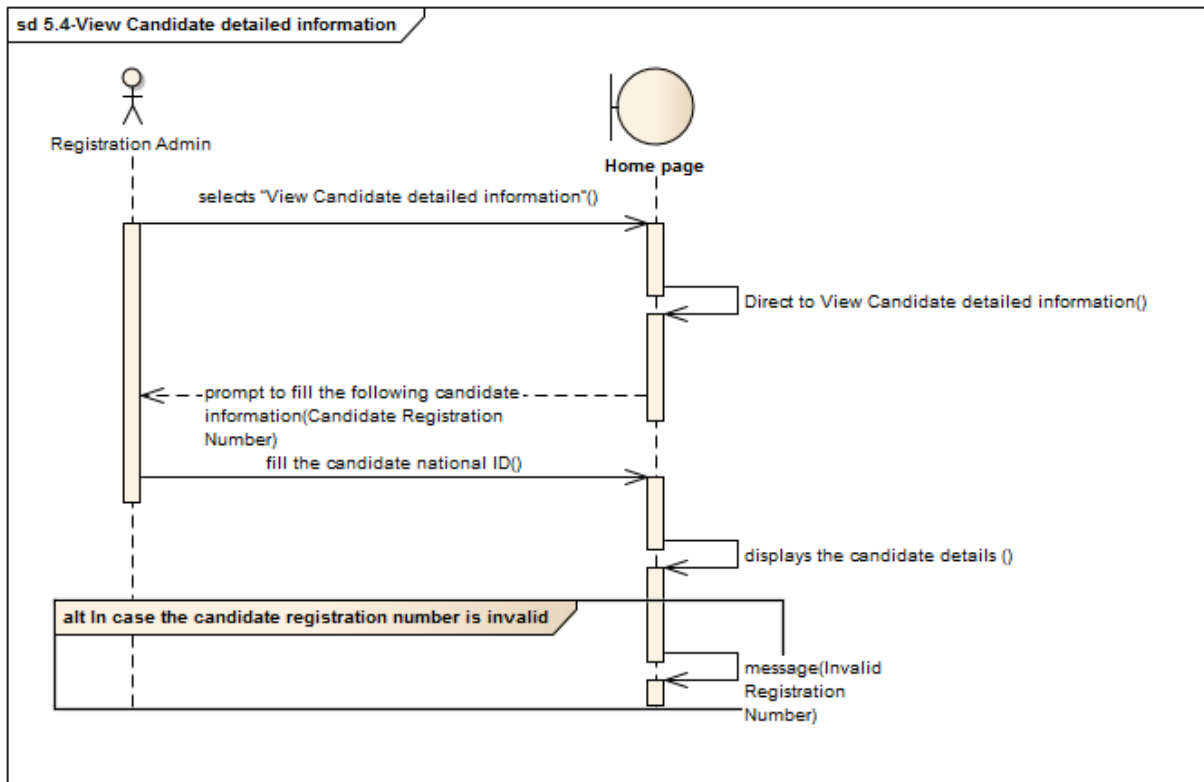 sd 5.4-View Candidate detailed information
Registration Admin
Home page
selects "View Candidate detailed information"()
Direct to View Candidate detailed information()
prompt to fill the following candidate
information(Candidate Registration
Number)
fill the candidate national ID()
displays the candidate details ()
alt In case the candidate registration number is invalid
message(Invalid
Registration
Number)